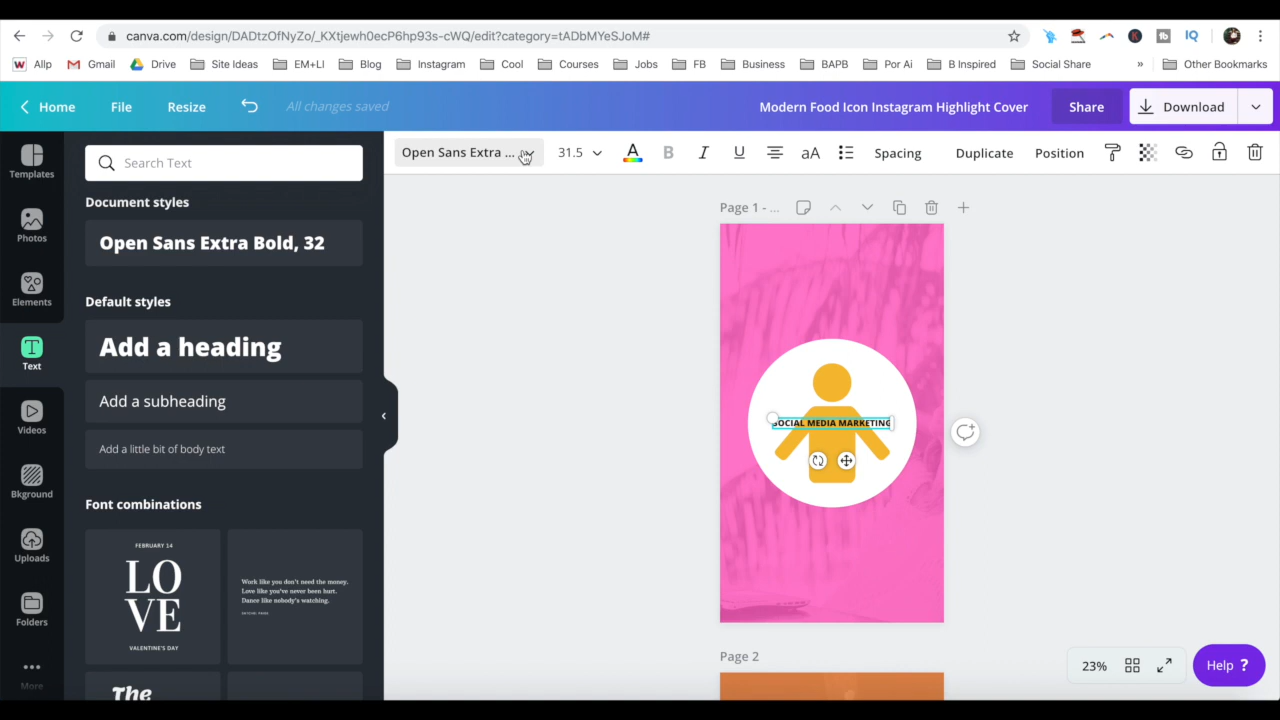 canva.com/design/DADtzOfNyZo/_KXtjewh0ecP6hp93s-cWQ/edit?category=tADbMYeSJoM#
Allp
Gmail
Drive
Site Ideas
EM+LI
Blog
Instagram
Cool
Courses
Jobs
FB
Business
BAPB
Por Ai
B Inspired
Social Share
»
Other Bookmarks
Home
File
Resize
All changes saved
Modern Food Icon Instagram Highlight Cover
Share
Download
Templates
Photos
Elements
Text
Videos
Bkground
Uploads
Folders
More
Search Text
Document styles
Open Sans Extra Bold, 32
Default styles
Add a heading
Add a subheading
Add a little bit of body text
Font combinations
FEBRUARY 14
LO
VE
VALENTINE'S DAY
Work like you don't need the money.
Love like you've never been hurt.
Dance like nobody's watching.
The
Open Sans Extra ...
31.5
A
B
I
U
aA
Spacing
Duplicate
Position
Page 1 - ...
SOCIAL MEDIA MARKETING
Page 2
23%
Help ?